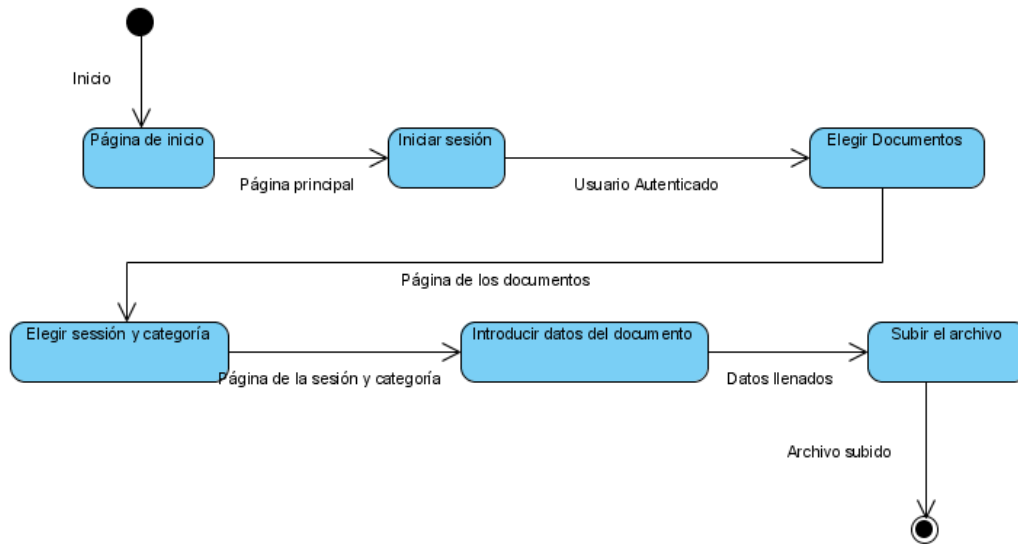 Inicio
Página de inicio
Iniciar sesión
Elegir Documentos
Página principal
Usuario Autenticado
Página de los documentos
Elegir sessión y categoría
Introducir datos del documento
Subir el archivo
Página de la sesión y categoría
Datos llenados
Archivo subido